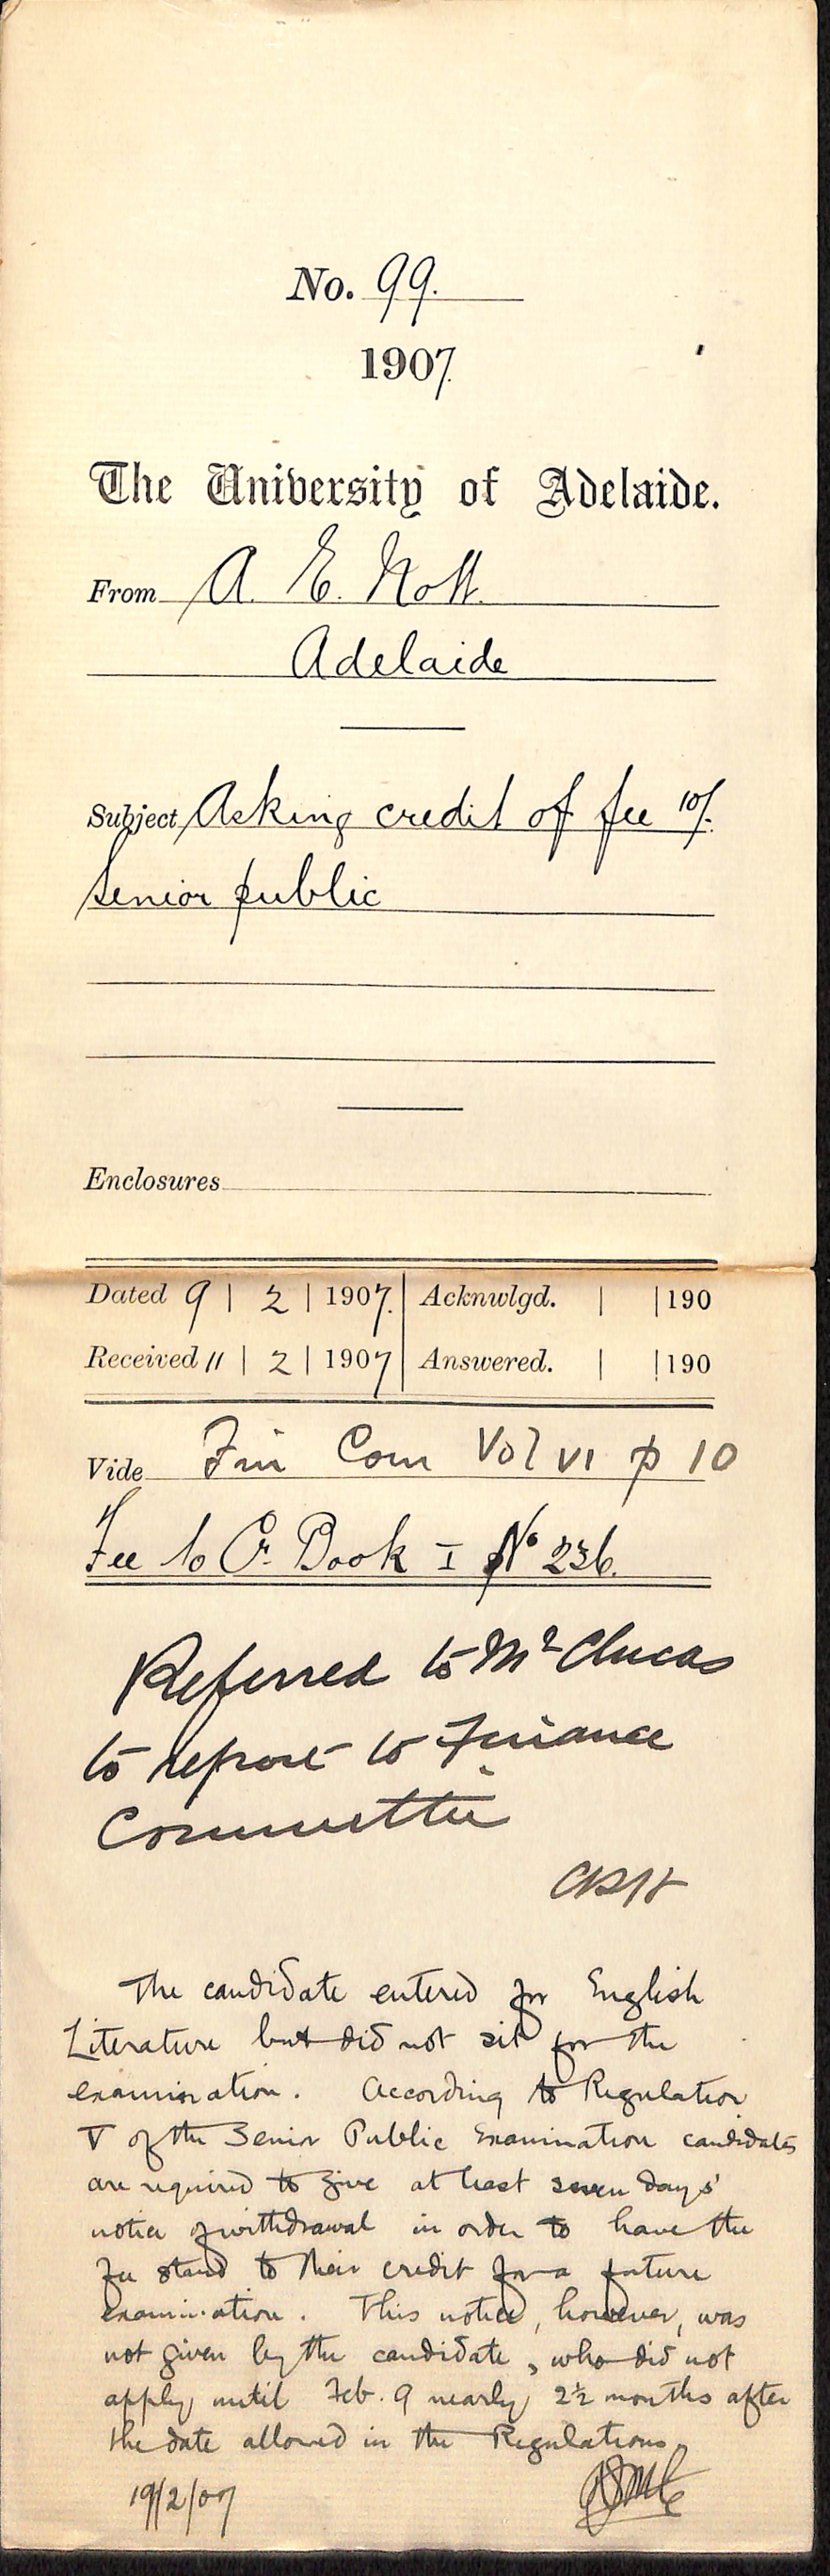 No. 99.
1907
The University of Adelaide.
From A. E. Nott.
Adelaide
Subject Asking credit of fee 10/-
Senior public
Enclosures
Dated 9 | 2 | 1907. Acknwlgd. | | 190
Received 11 | 2 | 1907 Answered. | | 190
Vide Fin Com Vol VI p 10
Fee to Cr. Book I No 236.
Referred to Mr Chucas
to report to Finance
Committee
CRH
The candidate entered for English
Literature but did not sit for the
examination. According to Regulation
V of the Senior Public Examination candidates
are required to give at least seven days'
notice of withdrawal in order to have the
fee stand to their credit for a future
examination. This notice, however, was
not given by the candidate, who did not
apply until Feb. 9 nearly 2½ months after
the date allowed in the Regulations.
19/2/07